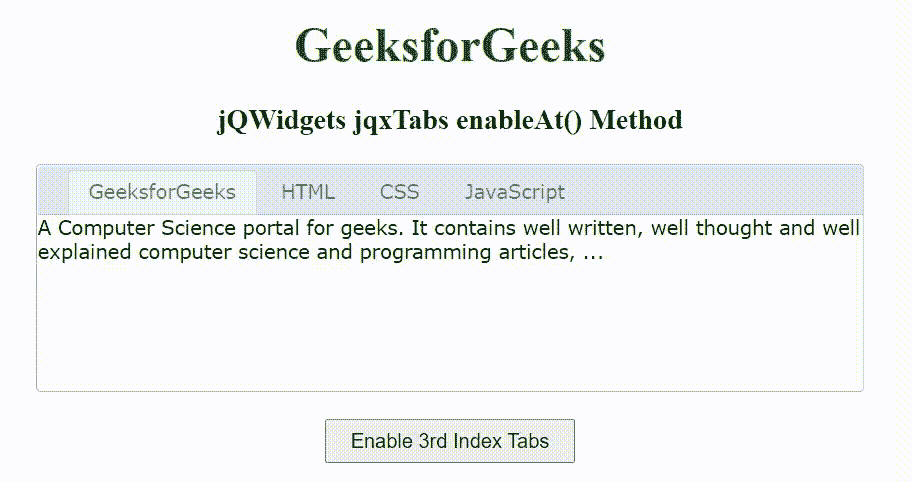 GeeksforGeeks
jQWidgets jqxTabs enableAt() Method
GeeksforGeeks HTML CSS JavaScript
A Computer Science portal for geeks. It contains well written, well thought and well
explained computer science and programming articles, ...
Enable 3rd Index Tabs